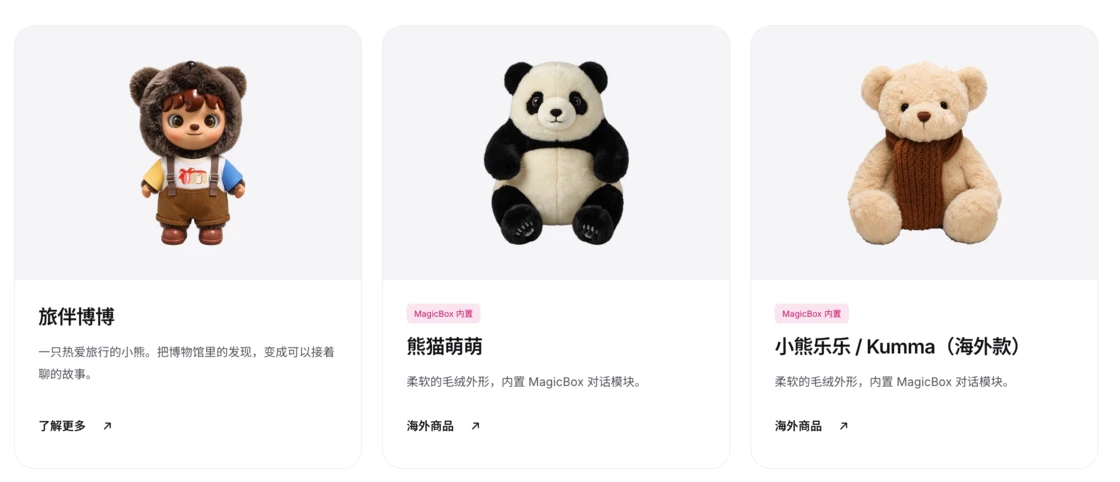 旅伴博博
一只热爱旅行的小熊。把博物馆里的发现，变成可以接着
聊的故事。
了解更多
MagicBox 内置
熊猫萌萌
柔软的毛绒外形，内置 MagicBox 对话模块。
海外商品
MagicBox 内置
小熊乐乐 / Kumma（海外款）
柔软的毛绒外形，内置 MagicBox 对话模块。
海外商品